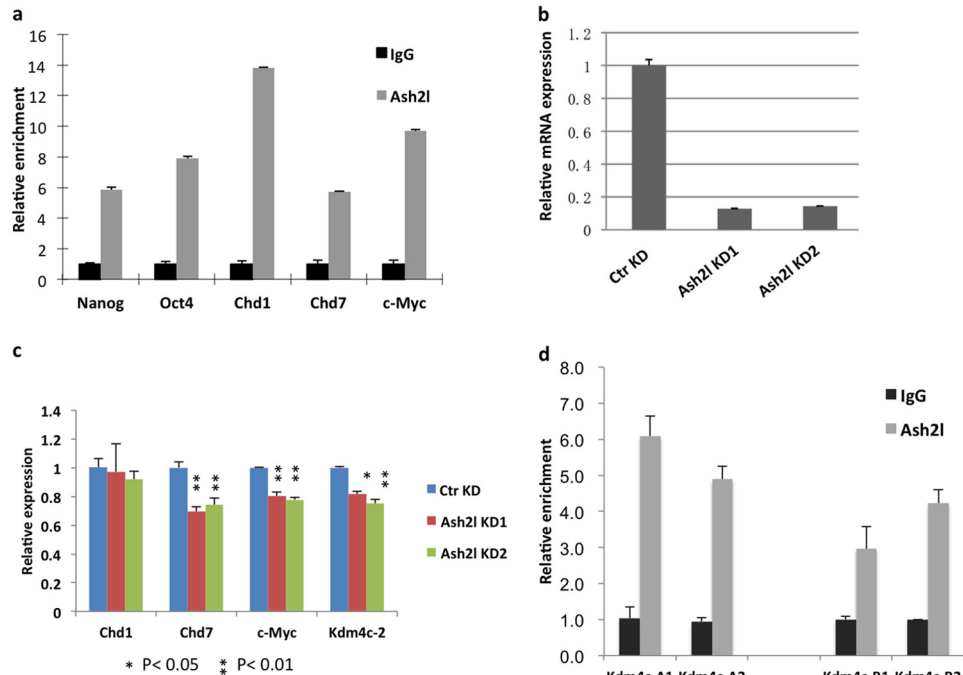 a
Relative enrichment
16
14
12
10
8
6
4
2
0
IgG
Ash2l
Nanog Oct4 Chd1 Chd7 c-Myc
b
Relative mRNA expression
1.2
1
0.8
0.6
0.4
0.2
0
Ctr KD
Ash2l KD1
Ash2l KD2
c
Relative expression
1.4
1.2
1
0.8
0.6
0.4
0.2
0
** ** ** ** * **
Ctr KD
Ash2l KD1
Ash2l KD2
Chd1 Chd7 c-Myc Kdm4c-2
* P< 0.05 ** P< 0.01
d
Relative enrichment
8.0
7.0
6.0
5.0
4.0
3.0
2.0
1.0
0.0
IgG
Ash2l